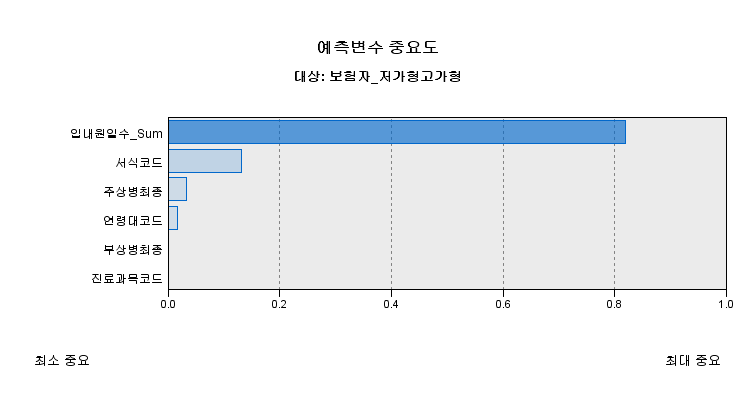 예측변수 중요도
대상: 보험자_저가형고가형
입내원일수_Sum
서식코드
주상병최종
연령대코드
부상병최종
진료과목코드
0.0 0.2 0.4 0.6 0.8 1.0
최소 중요 최대 중요